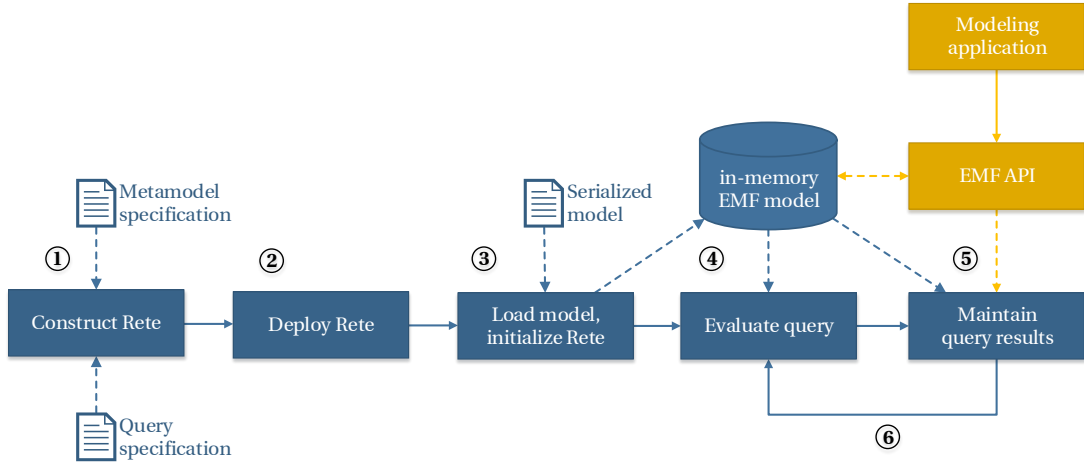 Modeling
application
in-memory
EMF model
EMF API
Metamodel
specification
Serialized
model
①
②
③
④
⑤
Construct Rete
Deploy Rete
Load model,
initialize Rete
Evaluate query
Maintain
query results
Query
specification
⑥